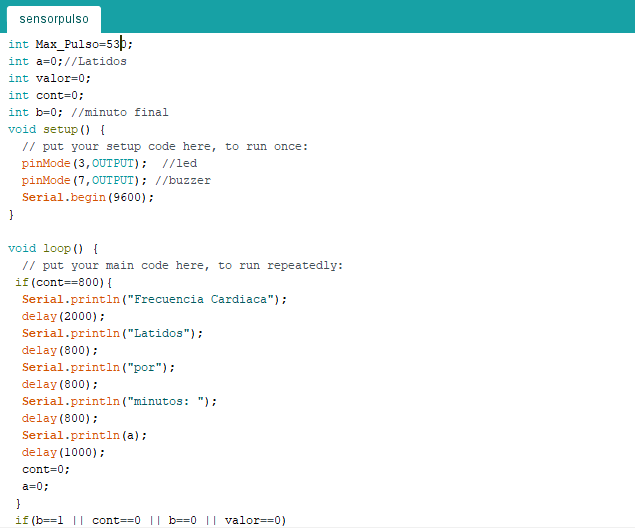 sensorpulso
int Max_Pulso=530;
int a=0;//Latidos
int valor=0;
int cont=0;
int b=0; //minuto final
void setup() {
  // put your setup code here, to run once:
  pinMode(3,OUTPUT);  //led
  pinMode(7,OUTPUT); //buzzer
  Serial.begin(9600);
}

void loop() {
  // put your main code here, to run repeatedly:
 if(cont==800){
  Serial.println("Frecuencia Cardiaca");
  delay(2000);
  Serial.println("Latidos");
  delay(800);
  Serial.println("por");
  delay(800);
  Serial.println("minutos: ");
  delay(800);
  Serial.println(a);
  delay(1000);
  cont=0;
  a=0;
 }
 if(b==1 || cont==0 || b==0 || valor==0)